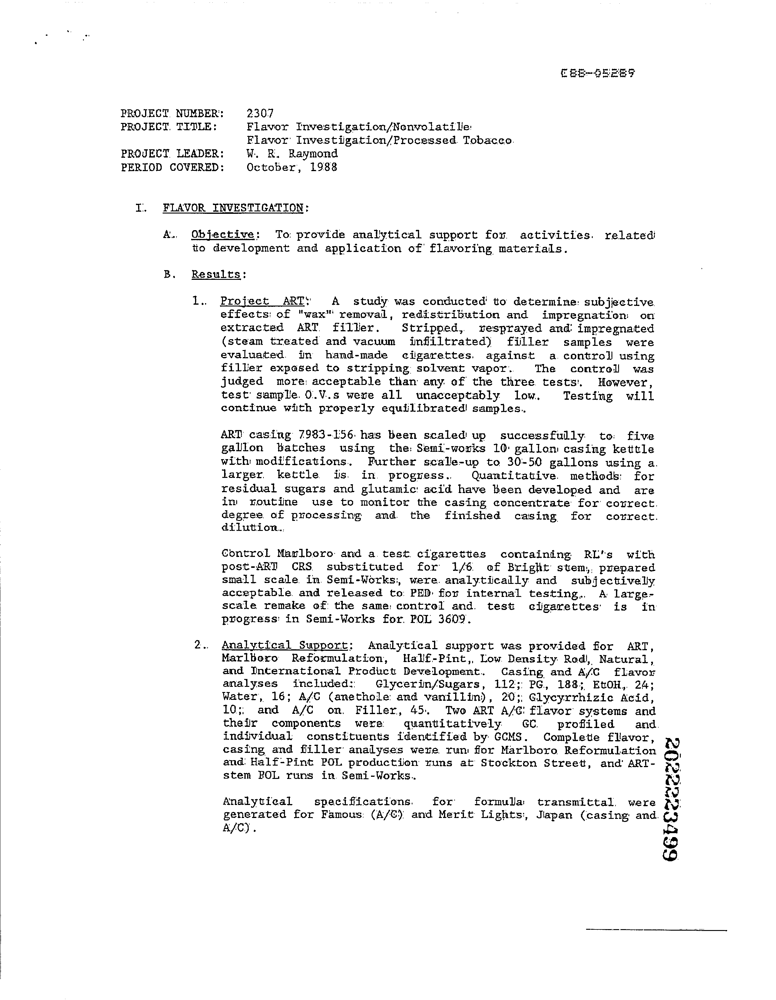 C88-05289
PROJECT NUMBER: 2307
PROJECT TITLE: Flavor Investigation/Nonvolatile
Flavor Investigation/Processed Tobacco
PROJECT LEADER: W. R. Raymond
PERIOD COVERED: October, 1988
I. FLAVOR INVESTIGATION:
A. Objective: To provide analytical support for activities related
to development and application of flavoring materials.
B. Results:
1. Project ART: A study was conducted to determine subjective
effects of "wax" removal, redistribution and impregnation on
extracted ART filler. Stripped, resprayed and impregnated
(steam treated and vacuum infiltrated) filler samples were
evaluated in hand-made cigarettes against a control using
filler exposed to stripping solvent vapor. The control was
judged more acceptable than any of the three tests. However,
test sample O.V.s were all unacceptably low. Testing will
continue with properly equilibrated samples.
ART casing 7983-156 has been scaled up successfully to five
gallon batches using the Semi-works 10 gallon casing kettle
with modifications. Further scale-up to 30-50 gallons using a
larger kettle is in progress. Quantitative methods for
residual sugars and glutamic acid have been developed and are
in routine use to monitor the casing concentrate for correct
degree of processing and the finished casing for correct
dilution.
Control Marlboro and a test cigarettes containing RL's with
post-ART CRS substituted for 1/6 of Bright stem, prepared
small scale in Semi-Works, were analytically and subjectively
acceptable and released to PED for internal testing. A large-
scale remake of the same control and test cigarettes is in
progress in Semi-Works for POL 3609.
2. Analytical Support: Analytical support was provided for ART,
Marlboro Reformulation, Half-Pint, Low Density Rod, Natural,
and International Product Development. Casing and A/C flavor
analyses included: Glycerin/Sugars, 112; PG, 188; EtOH, 24;
Water, 16; A/C (anethole and vanillin), 20; Glycyrrhizic Acid,
10; and A/C on Filler, 45. Two ART A/C flavor systems and
their components were quantitatively GC profiled and
individual constituents identified by GCMS. Complete flavor,
casing and filler analyses were run for Marlboro Reformulation
and Half-Pint POL production runs at Stockton Street, and ART-
stem POL runs in Semi-Works.
Analytical specifications for formula transmittal were
generated for Famous (A/C) and Merit Lights, Japan (casing and
A/C).
2022223499